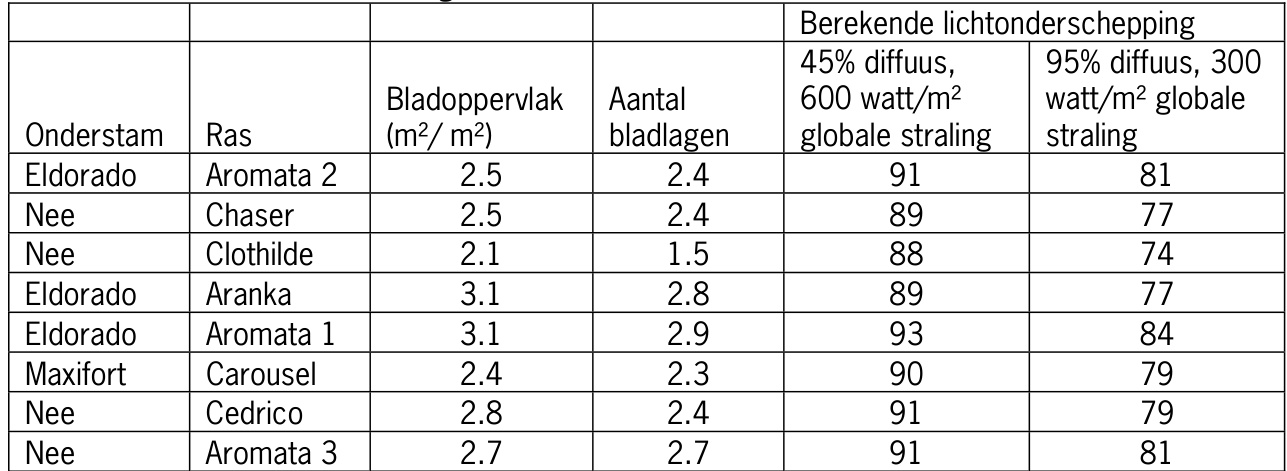 Berekende lichtonderschepping
Onderstam Ras Bladoppervlak (m²/ m²) Aantal bladlagen 45% diffuus, 600 watt/m² globale straling 95% diffuus, 300 watt/m² globale straling
Eldorado Aromata 2 2.5 2.4 91 81
Nee Chaser 2.5 2.4 89 77
Nee Clothilde 2.1 1.5 88 74
Eldorado Aranka 3.1 2.8 89 77
Eldorado Aromata 1 3.1 2.9 93 84
Maxifort Carousel 2.4 2.3 90 79
Nee Cedrico 2.8 2.4 91 79
Nee Aromata 3 2.7 2.7 91 81